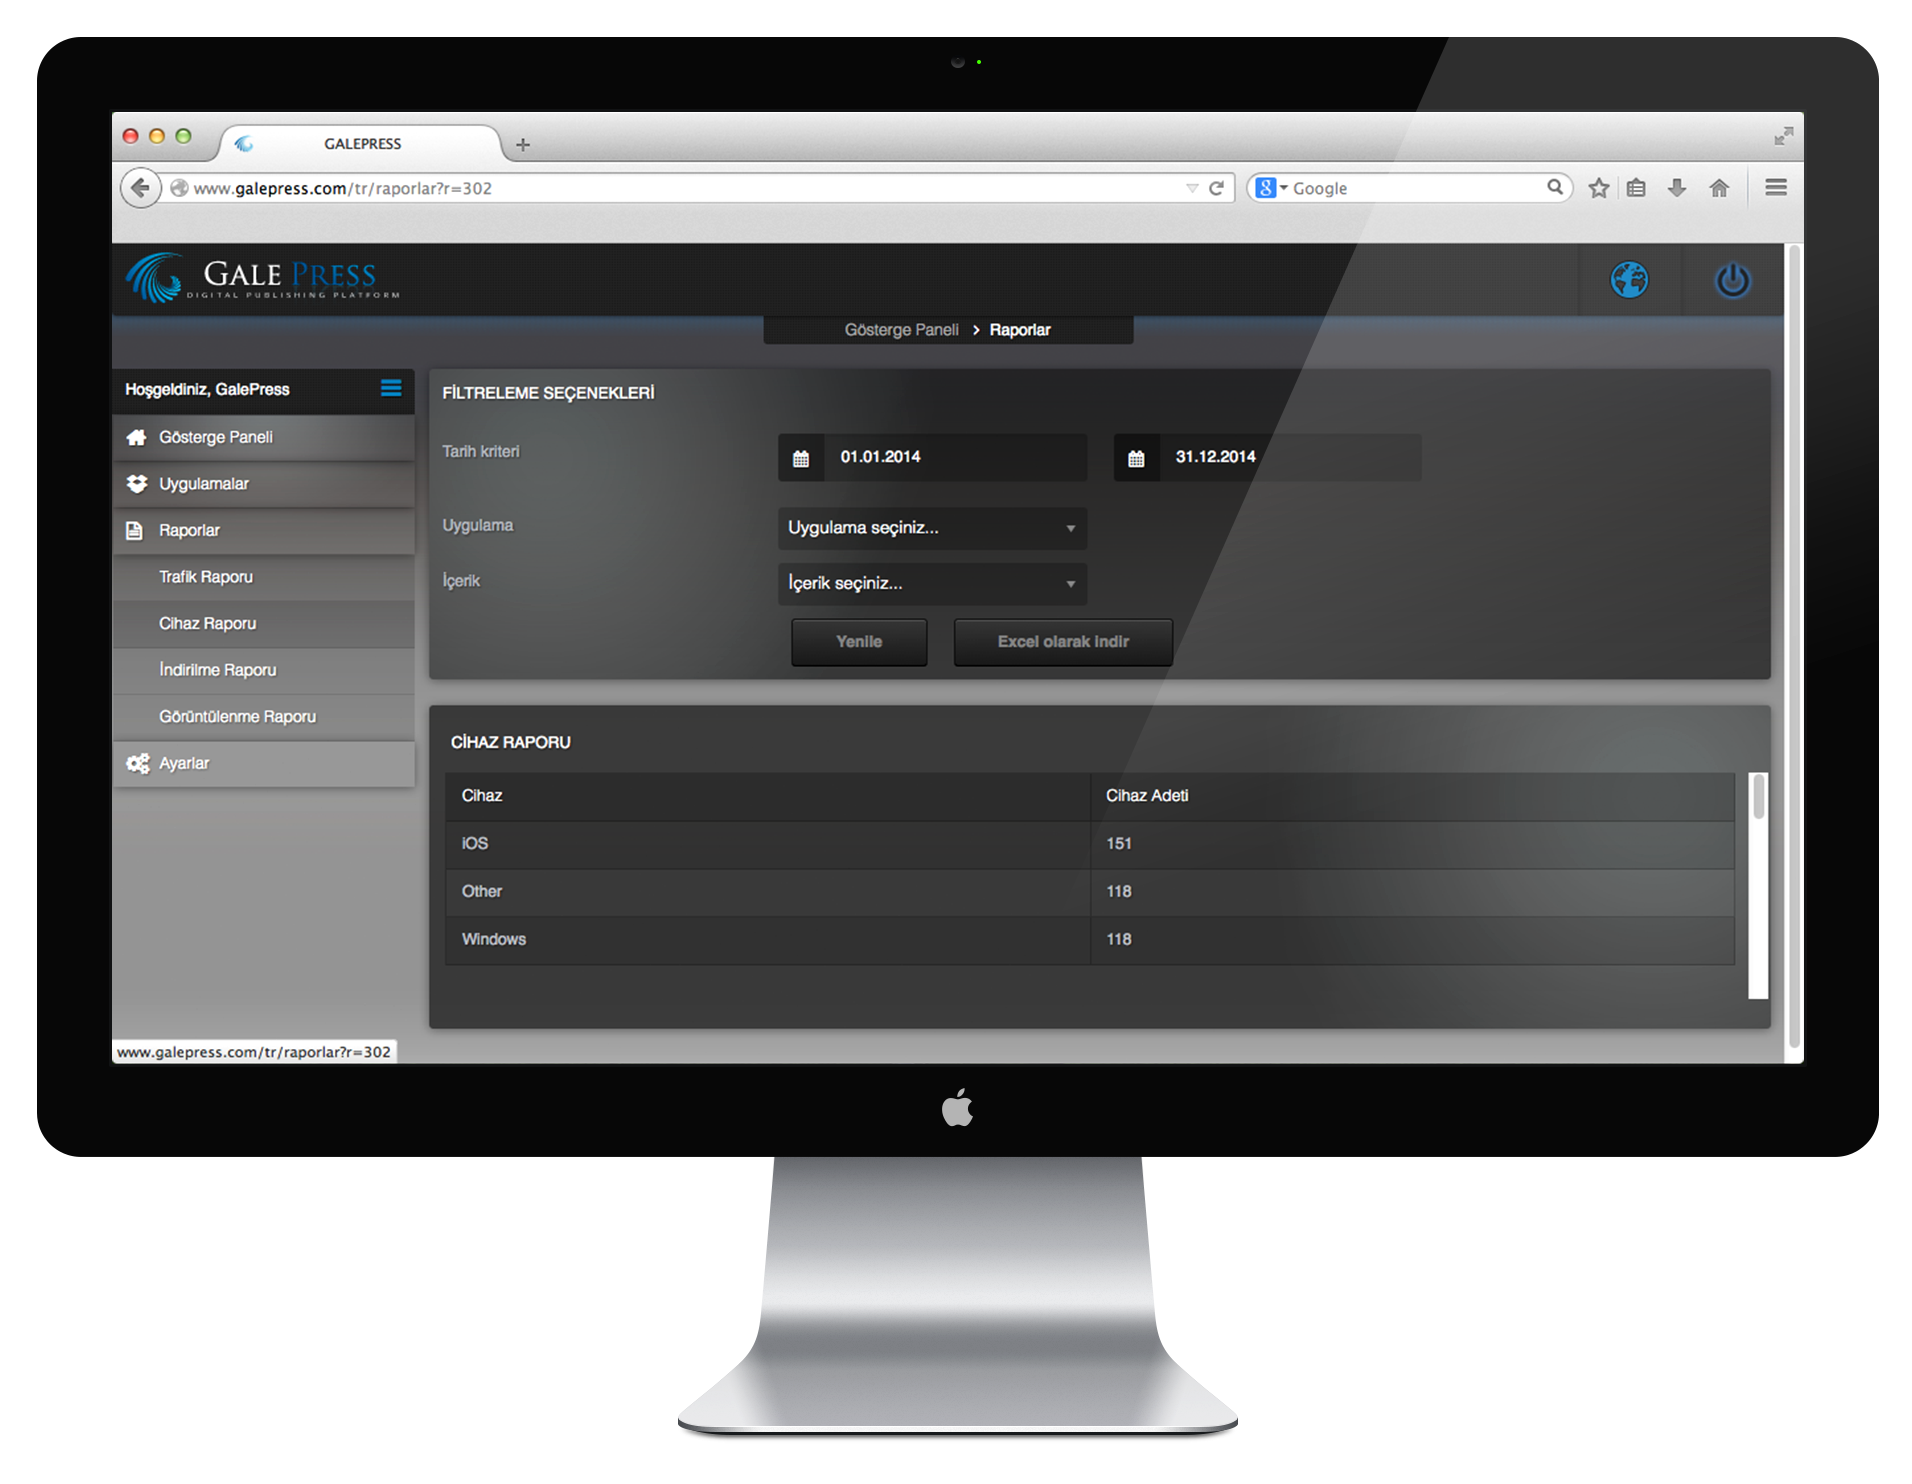 GALEPRESS
www.galepress.com/tr/raporlar?r=302
8 Google
GALE PRESS
DIGITAL PUBLISHING PLATFORM
Gösterge Paneli > Raporlar
Hoşgeldiniz, GalePress
Gösterge Paneli
Uygulamalar
Raporlar
Trafik Raporu
Cihaz Raporu
İndirilme Raporu
Görüntülenme Raporu
Ayarlar
FİLTRELEME SEÇENEKLERİ
Tarih kriteri 01.01.2014 31.12.2014
Uygulama Uygulama seçiniz...
İçerik İçerik seçiniz...
Yenile Excel olarak indir
CİHAZ RAPORU
Cihaz Cihaz Adeti
iOS 151
Other 118
Windows 118
www.galepress.com/tr/raporlar?r=302